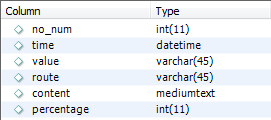 Column Type
no_num int(11)
time datetime
value varchar(45)
route varchar(45)
content mediumtext
percentage int(11)